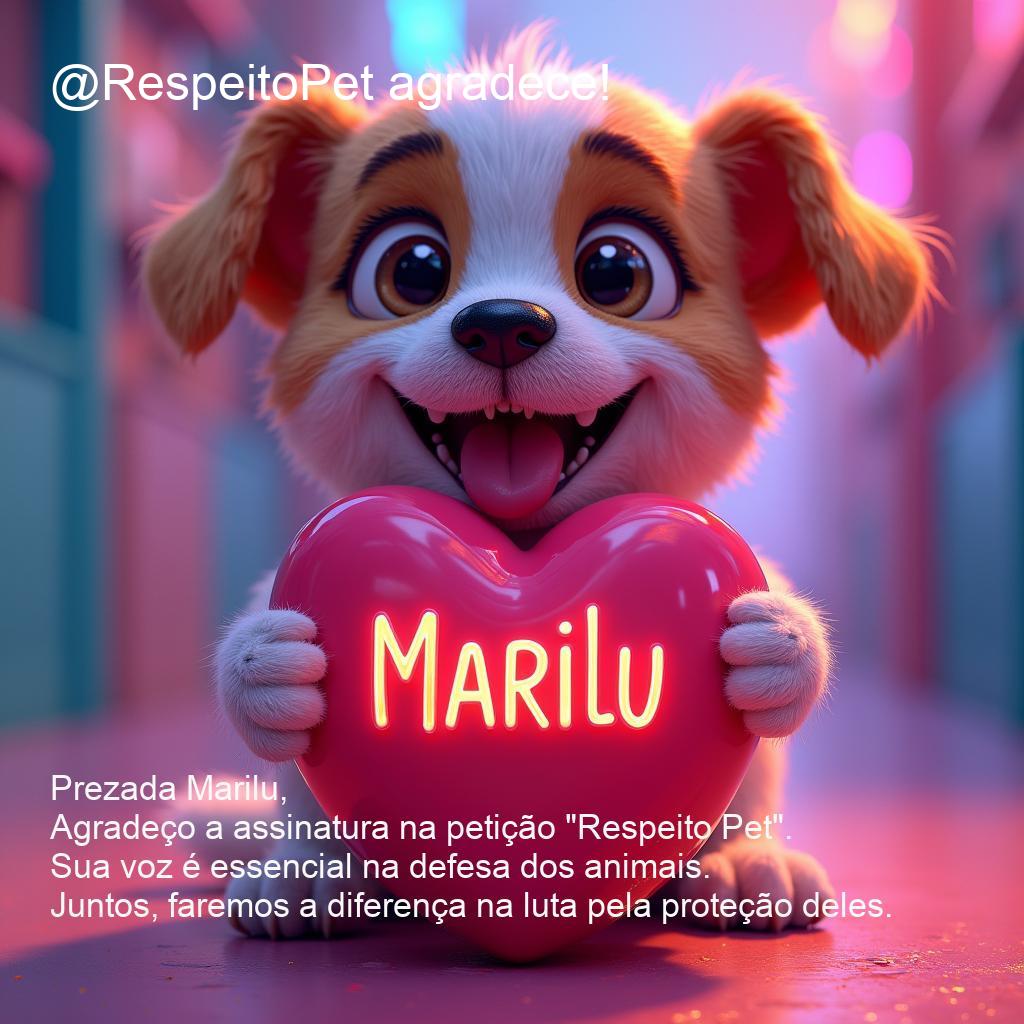 @RespeitoPet agradece!
MARiLU
Prezada Marilu,
Agradeço a assinatura na petição "Respeito Pet".
Sua voz é essencial na defesa dos animais.
Juntos, faremos a diferença na luta pela proteção deles.